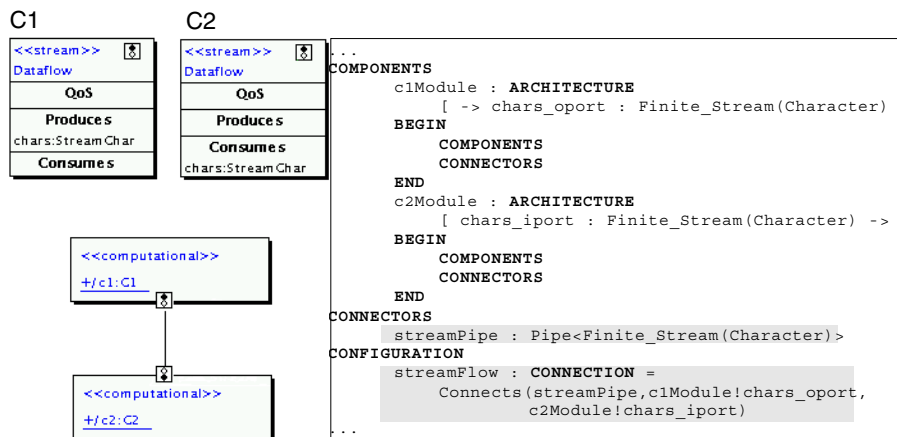 C1
C2
<<stream>>
Dataflow
QoS
Produces
chars:StreamChar
Consumes
<<stream>>
Dataflow
QoS
Produces
Consumes
chars:StreamChar
<<computational>>
+/c1:C1
<<computational>>
+/c2:C2
...
COMPONENTS
c1Module : ARCHITECTURE
[ -> chars_oport : Finite_Stream(Character)
BEGIN
COMPONENTS
CONNECTORS
END
c2Module : ARCHITECTURE
[ chars_iport : Finite_Stream(Character) ->
BEGIN
COMPONENTS
CONNECTORS
END
CONNECTORS
streamPipe : Pipe<Finite_Stream(Character)>
CONFIGURATION
streamFlow : CONNECTION =
Connects(streamPipe,c1Module!chars_oport,
c2Module!chars_iport)
...